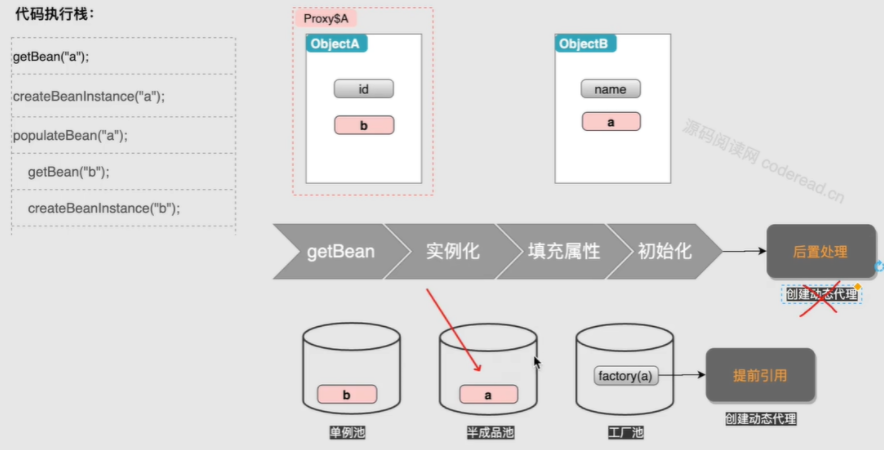 代码执行栈：
getBean("a");
createBeanInstance("a");
populateBean("a");
getBean("b");
createBeanInstance("b");
Proxy$A
ObjectA
id
b
ObjectB
name
a
源码阅读网 coderead.cn
getBean
实例化
填充属性
初始化
后置处理
创建动态代理
b
单例池
a
半成品池
factory(a)
工厂池
提前引用
创建动态代理